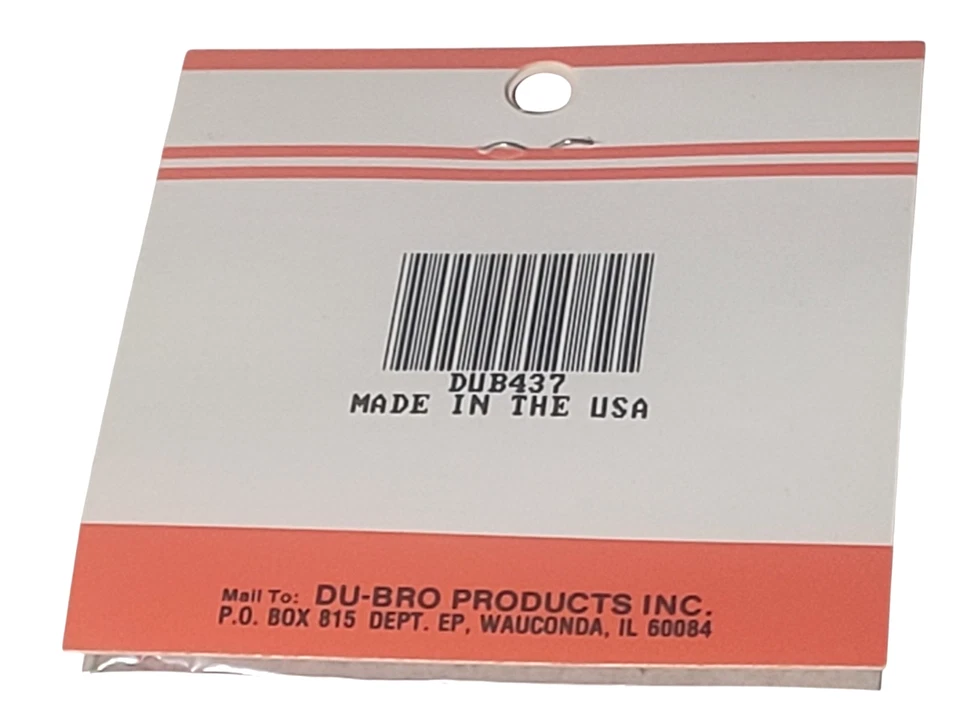 DUB437
MADE IN THE USA
Mail To: DU-BRO PRODUCTS INC.
P.O. BOX 815 DEPT. EP, WAUCONDA, IL 60084